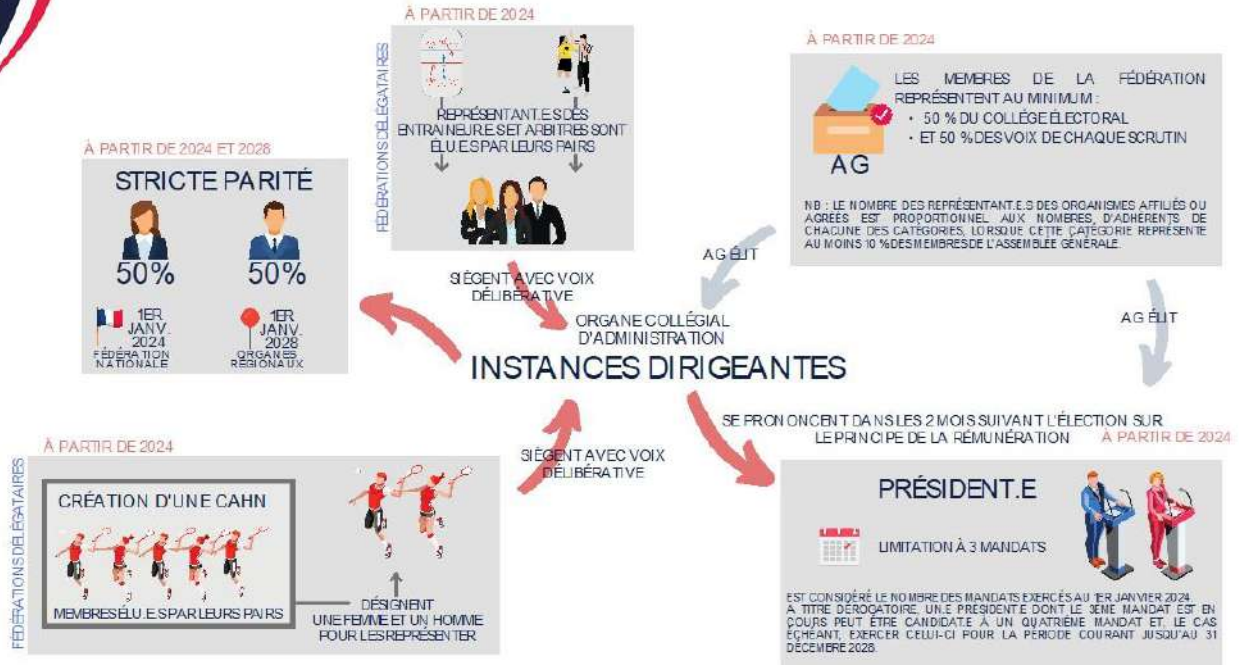 À PARTIR DE 2024
FÉDÉRATIONS DÉLÉGATAIRES
REPRÉSENTANT.E.S DES
ENTRAINEUR.E.S ET ARBITRES SONT
ÉLU.E.S PAR LEURS PAIRS
À PARTIR DE 2024
LES MEMBRES DE LA FÉDÉRATION
REPRÉSENTENT AU MINIMUM :
• 50 % DU COLLÈGE ÉLECTORAL
• ET 50 % DES VOIX DE CHAQUE SCRUTIN
AG
NB : LE NOMBRE DES REPRÉSENTANT.E.S DES ORGANISMES AFFILIÉS OU
AGRÉÉS EST PROPORTIONNEL AUX NOMBRES D'ADHÉRENTS DE
CHACUNE DES CATÉGORIES, LORSQUE CETTE CATÉGORIE REPRÉSENTE
AU MOINS 10 % DES MEMBRES DE L'ASSEMBLÉE GÉNÉRALE.
À PARTIR DE 2024 ET 2028
STRICTE PARITÉ
50%
50%
1ER
JANV.
2024
FÉDÉRATION
NATIONALE
1ER
JANV.
2028
ORGANES
RÉGIONAUX
SIÈGENT AVEC VOIX
DÉLIBÉRATIVE
AG ÉLIT
AG ÉLIT
ORGANE COLLÉGIAL
D'ADMINISTRATION
INSTANCES DIRIGEANTES
SE PRONONCENT DANS LES 2 MOIS SUIVANT L'ÉLECTION SUR
LE PRINCIPE DE LA RÉMUNÉRATION
À PARTIR DE 2024
SIÈGENT AVEC VOIX
DÉLIBÉRATIVE
À PARTIR DE 2024
FÉDÉRATIONS DÉLÉGATAIRES
CRÉATION D'UNE CAHN
MEMBRES ÉLU.E.S PAR LEURS PAIRS
DÉSIGNENT
UNE FEMME ET UN HOMME
POUR LES REPRÉSENTER
PRÉSIDENT.E
LIMITATION À 3 MANDATS
EST CONSIDÉRÉ LE NOMBRE DES MANDATS EXERCÉS AU 1ER JANVIER 2024.
A TITRE DÉROGATOIRE, UN.E PRÉSIDENT.E DONT LE 3ÈME MANDAT EST EN
COURS PEUT ÊTRE CANDIDAT.E À UN QUATRIÈME MANDAT ET, LE CAS
ÉCHÉANT, EXERCER CELUI-CI POUR LA PÉRIODE COURANT JUSQU'AU 31
DÉCEMBRE 2028.